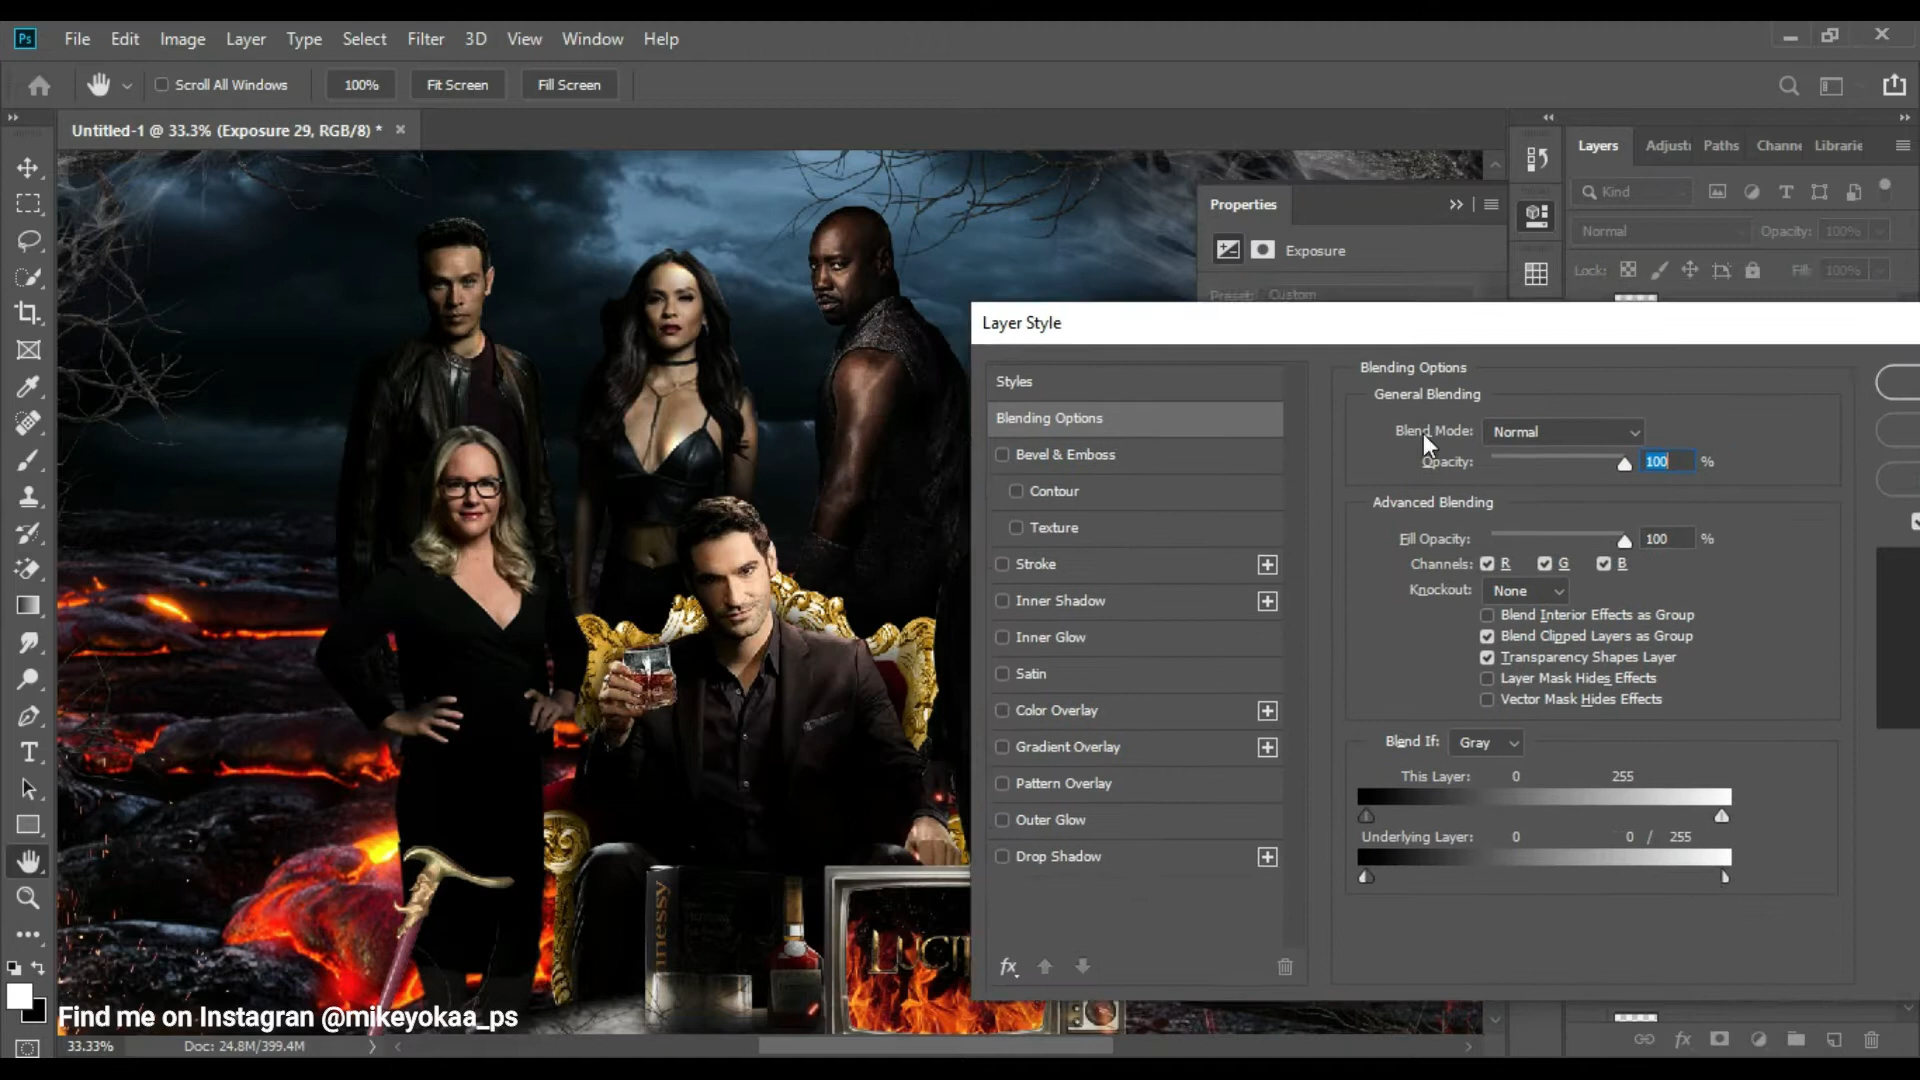 Ps File Edit Image Layer Type Select Filter 3D View Window Help
Scroll All Windows 100% Fit Screen Fill Screen
Untitled-1 @ 33.3% (Exposure 29, RGB/8) *
Layers Adjustı Paths Channe Librarie
Kind
Normal Opacity: 100%
Lock: Fill: 100%
Properties
Exposure
Preset: Custom
Layer Style
Styles
Blending Options
Bevel & Emboss
Contour
Texture
Stroke
Inner Shadow
Inner Glow
Satin
Color Overlay
Gradient Overlay
Pattern Overlay
Outer Glow
Drop Shadow
fx
Blending Options
General Blending
Blend Mode: Normal
Opacity: 100 %
Advanced Blending
Fill Opacity: 100 %
Channels: R G B
Knockout: None
Blend Interior Effects as Group
Blend Clipped Layers as Group
Transparency Shapes Layer
Layer Mask Hides Effects
Vector Mask Hides Effects
Blend If: Gray
This Layer: 0 255
Underlying Layer: 0 0 / 255
nnessy
LUCI
Find me on Instagran @mikeyokaa_ps
33.33% Doc: 24.8M/399.4M
fx